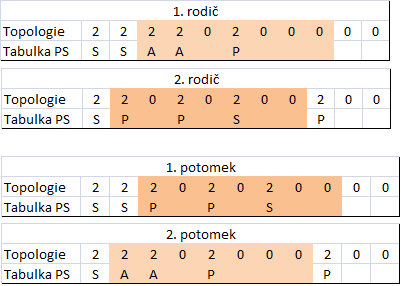 1. rodič
Topologie 2 2 2 2 0 2 0 0 0 0 0
Tabulka PS S S A A P
2. rodič
Topologie 2 2 0 2 0 2 0 0 2 0 0
Tabulka PS S P P S P
1. potomek
Topologie 2 2 2 0 2 0 2 0 0 0 0
Tabulka PS S S P P S
2. potomek
Topologie 2 2 2 0 2 0 0 0 2 0 0
Tabulka PS S A A P P